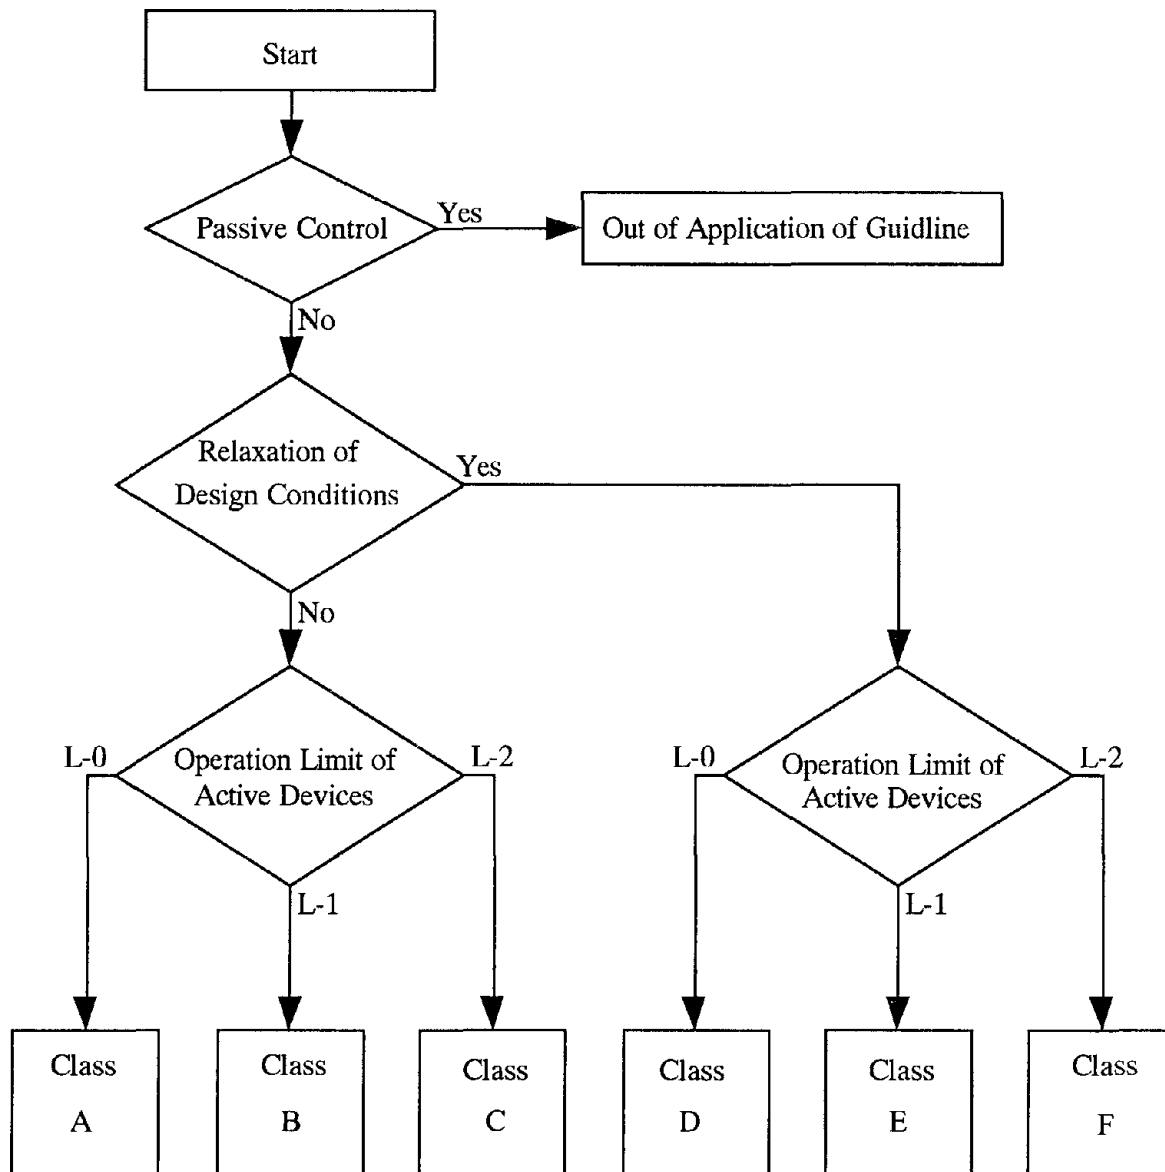 Start
Passive Control
Yes
Out of Application of Guidline
No
Relaxation of
Design Conditions
Yes
No
L-0
Operation Limit of
Active Devices
L-2
L-1
L-0
Operation Limit of
Active Devices
L-2
L-1
Class
A
Class
B
Class
C
Class
D
Class
E
Class
F